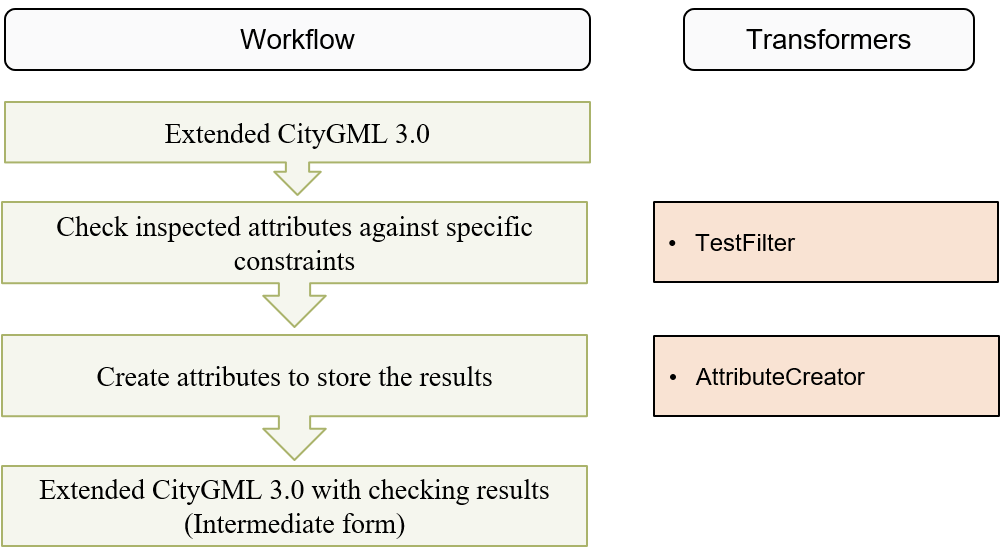 Workflow
Transformers
Extended CityGML 3.0
Check inspected attributes against specific
constraints
• TestFilter
Create attributes to store the results
• AttributeCreator
Extended CityGML 3.0 with checking results
(Intermediate form)